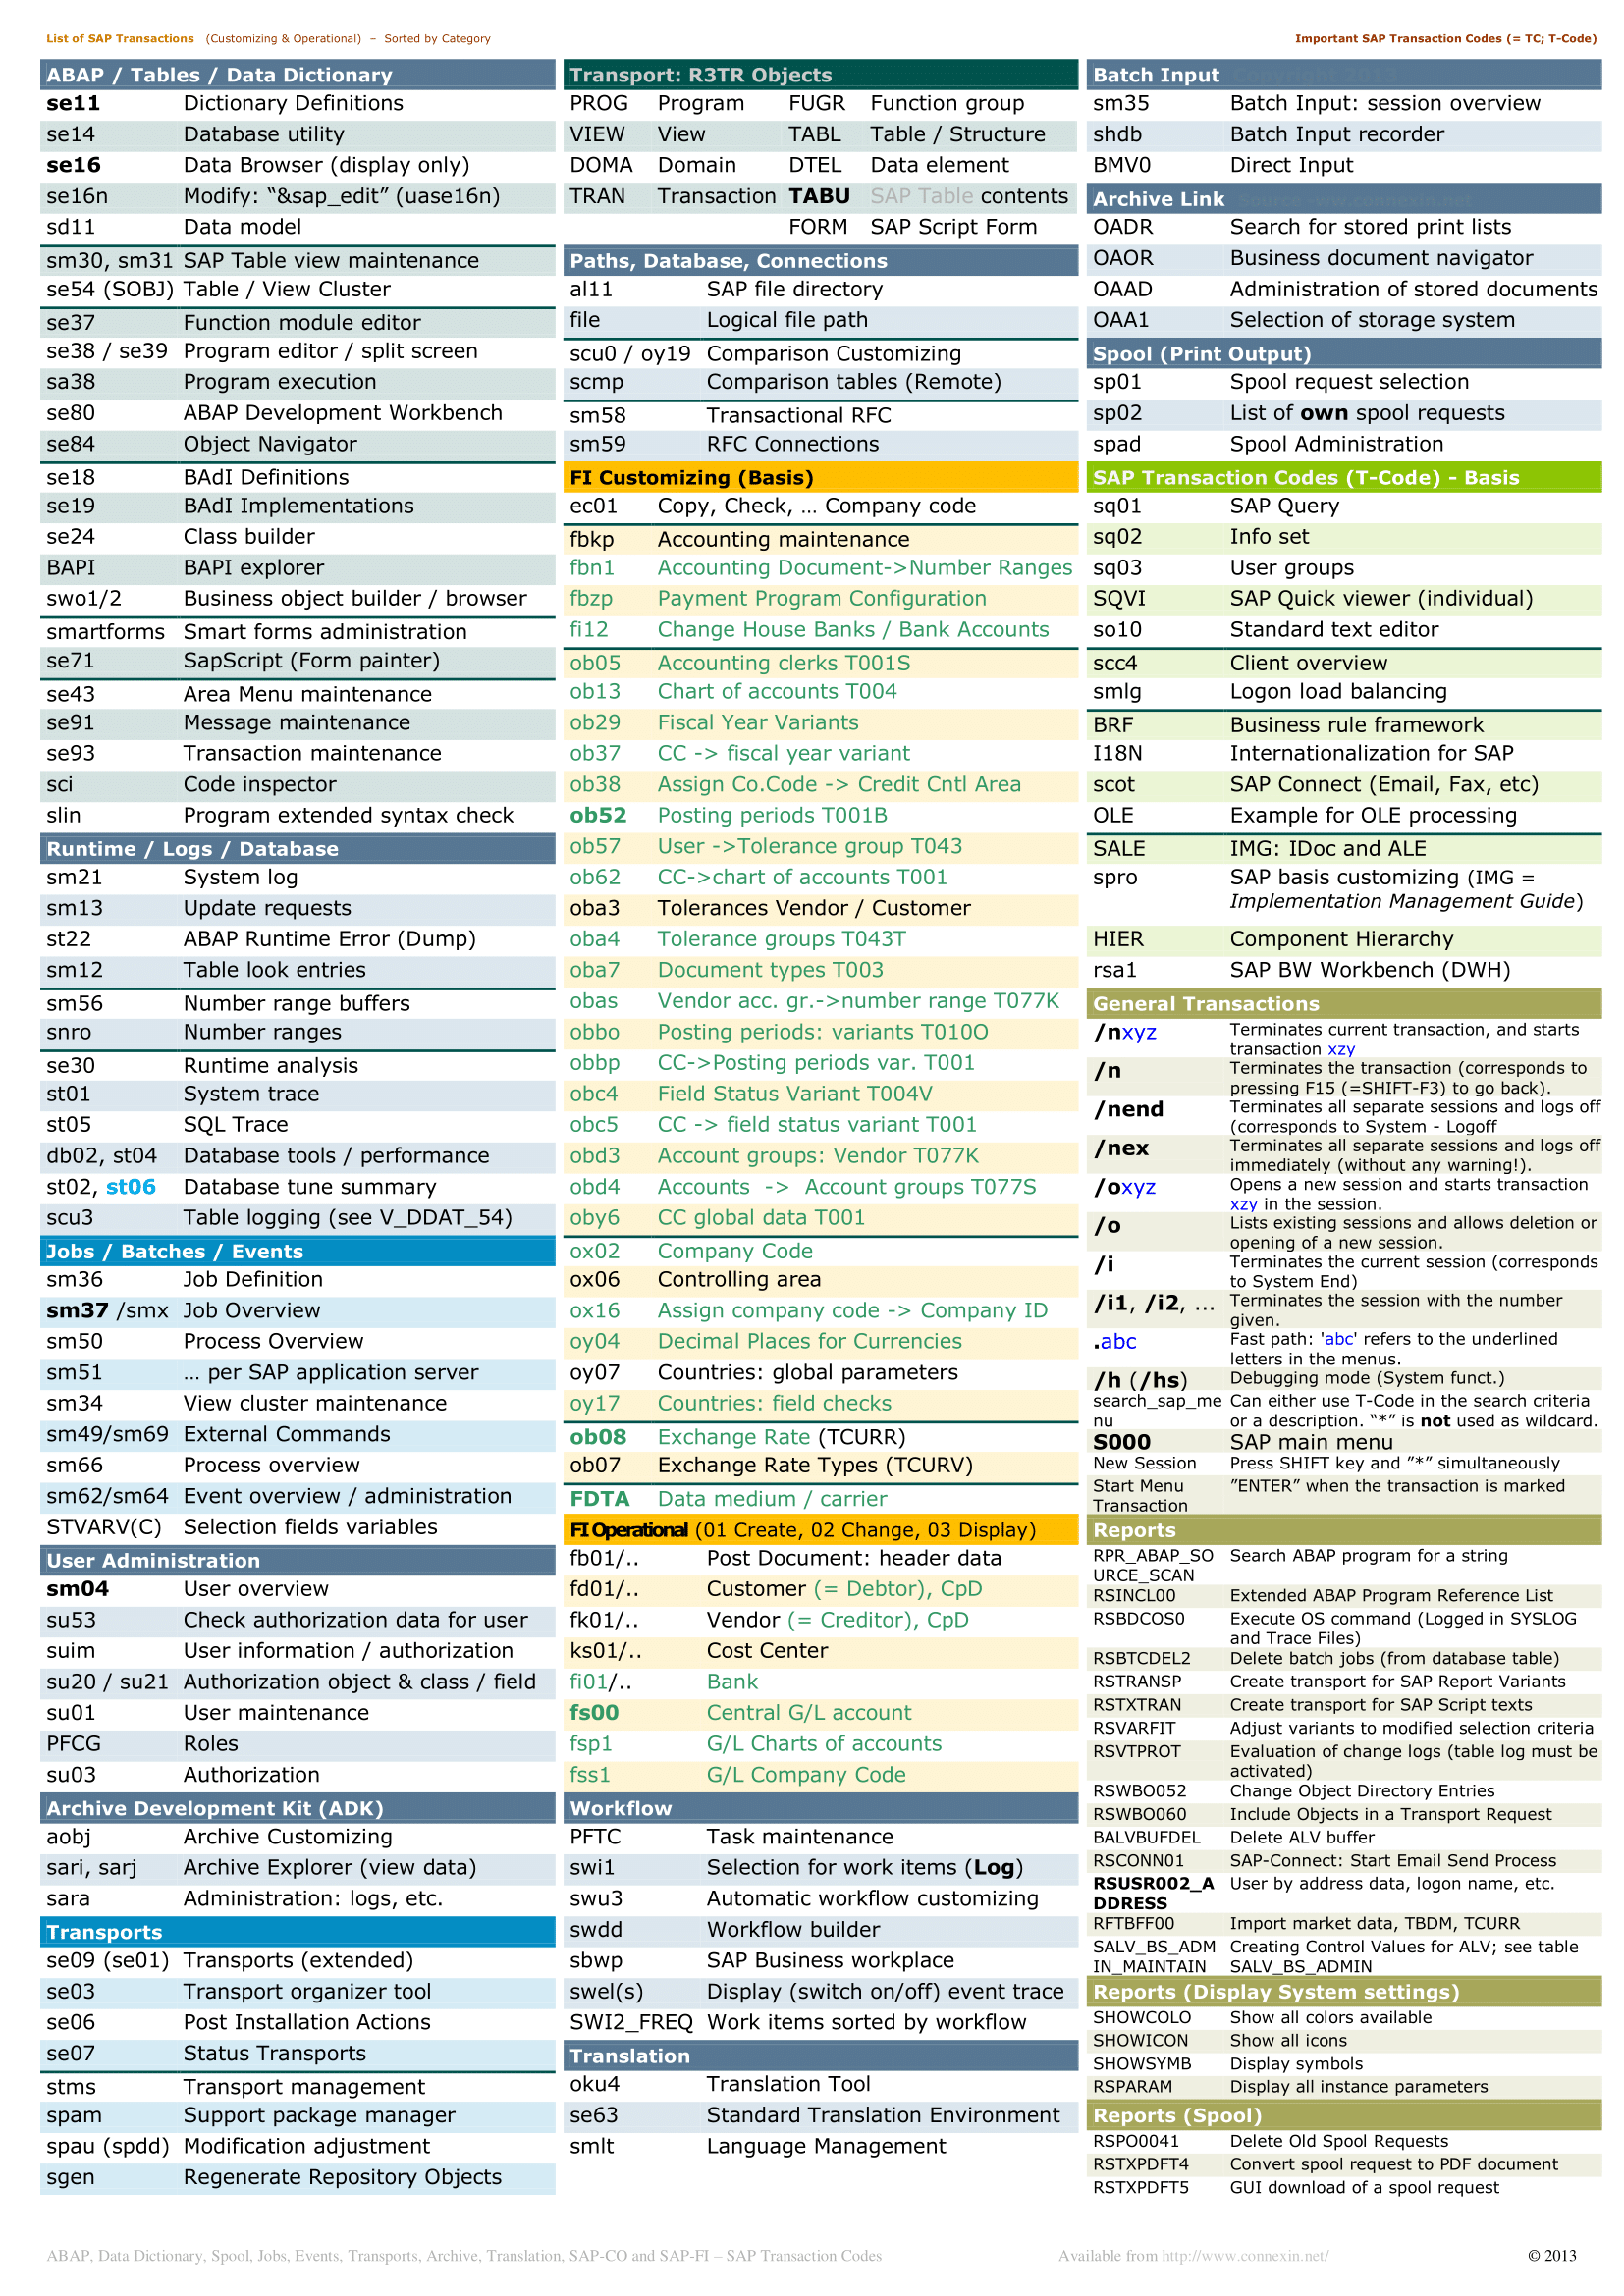 List of SAP Transactions (Customizing & Operational) – Sorted by Category
Important SAP Transaction Codes (= TC; T-Code)
ABAP / Tables / Data Dictionary
se11 Dictionary Definitions
se14 Database utility
se16 Data Browser (display only)
se16n Modify: “&sap_edit” (uase16n)
sd11 Data model
sm30, sm31 SAP Table view maintenance
se54 (SOBJ) Table / View Cluster
se37 Function module editor
se38 / se39 Program editor / split screen
sa38 Program execution
se80 ABAP Development Workbench
se84 Object Navigator
se18 BAdI Definitions
se19 BAdI Implementations
se24 Class builder
BAPI BAPI explorer
swo1/2 Business object builder / browser
smartforms Smart forms administration
se71 SapScript (Form painter)
se43 Area Menu maintenance
se91 Message maintenance
se93 Transaction maintenance
sci Code inspector
slin Program extended syntax check
Runtime / Logs / Database
sm21 System log
sm13 Update requests
st22 ABAP Runtime Error (Dump)
sm12 Table look entries
sm56 Number range buffers
snro Number ranges
se30 Runtime analysis
st01 System trace
st05 SQL Trace
db02, st04 Database tools / performance
st02, st06 Database tune summary
scu3 Table logging (see V_DDAT_54)
Jobs / Batches / Events
sm36 Job Definition
sm37 /smx Job Overview
sm50 Process Overview
sm51 … per SAP application server
sm34 View cluster maintenance
sm49/sm69 External Commands
sm66 Process overview
sm62/sm64 Event overview / administration
STVARV(C) Selection fields variables
User Administration
sm04 User overview
su53 Check authorization data for user
suim User information / authorization
su20 / su21 Authorization object & class / field
su01 User maintenance
PFCG Roles
su03 Authorization
Archive Development Kit (ADK)
aobj Archive Customizing
sari, sarj Archive Explorer (view data)
sara Administration: logs, etc.
Transports
se09 (se01) Transports (extended)
se03 Transport organizer tool
se06 Post Installation Actions
se07 Status Transports
stms Transport management
spam Support package manager
spau (spdd) Modification adjustment
sgen Regenerate Repository Objects
Transport: R3TR Objects
PROG Program FUGR Function group
VIEW View TABL Table / Structure
DOMA Domain DTEL Data element
TRAN Transaction TABU SAP Table contents
FORM SAP Script Form
Paths, Database, Connections
al11 SAP file directory
file Logical file path
scu0 / oy19 Comparison Customizing
scmp Comparison tables (Remote)
sm58 Transactional RFC
sm59 RFC Connections
FI Customizing (Basis)
ec01 Copy, Check, … Company code
fbkp Accounting maintenance
fbn1 Accounting Document->Number Ranges
fbzp Payment Program Configuration
fi12 Change House Banks / Bank Accounts
ob05 Accounting clerks T001S
ob13 Chart of accounts T004
ob29 Fiscal Year Variants
ob37 CC -> fiscal year variant
ob38 Assign Co.Code -> Credit Cntl Area
ob52 Posting periods T001B
ob57 User ->Tolerance group T043
ob62 CC->chart of accounts T001
oba3 Tolerances Vendor / Customer
oba4 Tolerance groups T043T
oba7 Document types T003
obas Vendor acc. gr.->number range T077K
obbo Posting periods: variants T010O
obbp CC->Posting periods var. T001
obc4 Field Status Variant T004V
obc5 CC -> field status variant T001
obd3 Account groups: Vendor T077K
obd4 Accounts -> Account groups T077S
oby6 CC global data T001
ox02 Company Code
ox06 Controlling area
ox16 Assign company code -> Company ID
oy04 Decimal Places for Currencies
oy07 Countries: global parameters
oy17 Countries: field checks
ob08 Exchange Rate (TCURR)
ob07 Exchange Rate Types (TCURV)
FDTA Data medium / carrier
FI Operational (01 Create, 02 Change, 03 Display)
fb01/.. Post Document: header data
fd01/.. Customer (= Debtor), CpD
fk01/.. Vendor (= Creditor), CpD
ks01/.. Cost Center
fi01/.. Bank
fs00 Central G/L account
fsp1 G/L Charts of accounts
fss1 G/L Company Code
Workflow
PFTC Task maintenance
swi1 Selection for work items (Log)
swu3 Automatic workflow customizing
swdd Workflow builder
sbwp SAP Business workplace
swel(s) Display (switch on/off) event trace
SWI2_FREQ Work items sorted by workflow
Translation
oku4 Translation Tool
se63 Standard Translation Environment
smlt Language Management
Batch Input
sm35 Batch Input: session overview
shdb Batch Input recorder
BMV0 Direct Input
Archive Link
OADR Search for stored print lists
OAOR Business document navigator
OAAD Administration of stored documents
OAA1 Selection of storage system
Spool (Print Output)
sp01 Spool request selection
sp02 List of own spool requests
spad Spool Administration
SAP Transaction Codes (T-Code) - Basis
sq01 SAP Query
sq02 Info set
sq03 User groups
SQVI SAP Quick viewer (individual)
so10 Standard text editor
scc4 Client overview
smlg Logon load balancing
BRF Business rule framework
I18N Internationalization for SAP
scot SAP Connect (Email, Fax, etc)
OLE Example for OLE processing
SALE IMG: IDoc and ALE
spro SAP basis customizing (IMG =
Implementation Management Guide)
HIER Component Hierarchy
rsa1 SAP BW Workbench (DWH)
General Transactions
/nxyz Terminates current transaction, and starts
transaction xzy
/n Terminates the transaction (corresponds to
pressing F15 (=SHIFT-F3) to go back).
/nend Terminates all separate sessions and logs off
(corresponds to System - Logoff
/nex Terminates all separate sessions and logs off
immediately (without any warning!).
/oxyz Opens a new session and starts transaction
xzy in the session.
/o Lists existing sessions and allows deletion or
opening of a new session.
/i Terminates the current session (corresponds
to System End)
/i1, /i2, … Terminates the session with the number
given.
.abc Fast path: 'abc' refers to the underlined
letters in the menus.
/h (/hs) Debugging mode (System funct.)
search_sap_me Can either use T-Code in the search criteria
nu or a description. “*” is not used as wildcard.
S000 SAP main menu
New Session Press SHIFT key and ”*” simultaneously
Start Menu ”ENTER” when the transaction is marked
Transaction
Reports
RPR_ABAP_SO Search ABAP program for a string
URCE_SCAN
RSINCL00 Extended ABAP Program Reference List
RSBDCOS0 Execute OS command (Logged in SYSLOG
and Trace Files)
RSBTCDEL2 Delete batch jobs (from database table)
RSTRANSP Create transport for SAP Report Variants
RSTXTRAN Create transport for SAP Script texts
RSVARFIT Adjust variants to modified selection criteria
RSVTPROT Evaluation of change logs (table log must be
activated)
RSWBO052 Change Object Directory Entries
RSWBO060 Include Objects in a Transport Request
BALVBUFDEL Delete ALV buffer
RSCONN01 SAP-Connect: Start Email Send Process
RSUSR002_A User by address data, logon name, etc.
DDRESS
RFTBFF00 Import market data, TBDM, TCURR
SALV_BS_ADM Creating Control Values for ALV; see table
IN_MAINTAIN SALV_BS_ADMIN
Reports (Display System settings)
SHOWCOLO Show all colors available
SHOWICON Show all icons
SHOWSYMB Display symbols
RSPARAM Display all instance parameters
Reports (Spool)
RSPO0041 Delete Old Spool Requests
RSTXPDFT4 Convert spool request to PDF document
RSTXPDFT5 GUI download of a spool request
ABAP, Data Dictionary, Spool, Jobs, Events, Transports, Archive, Translation, SAP-CO and SAP-FI – SAP Transaction Codes
Available from http://www.connexin.net/
© 2013